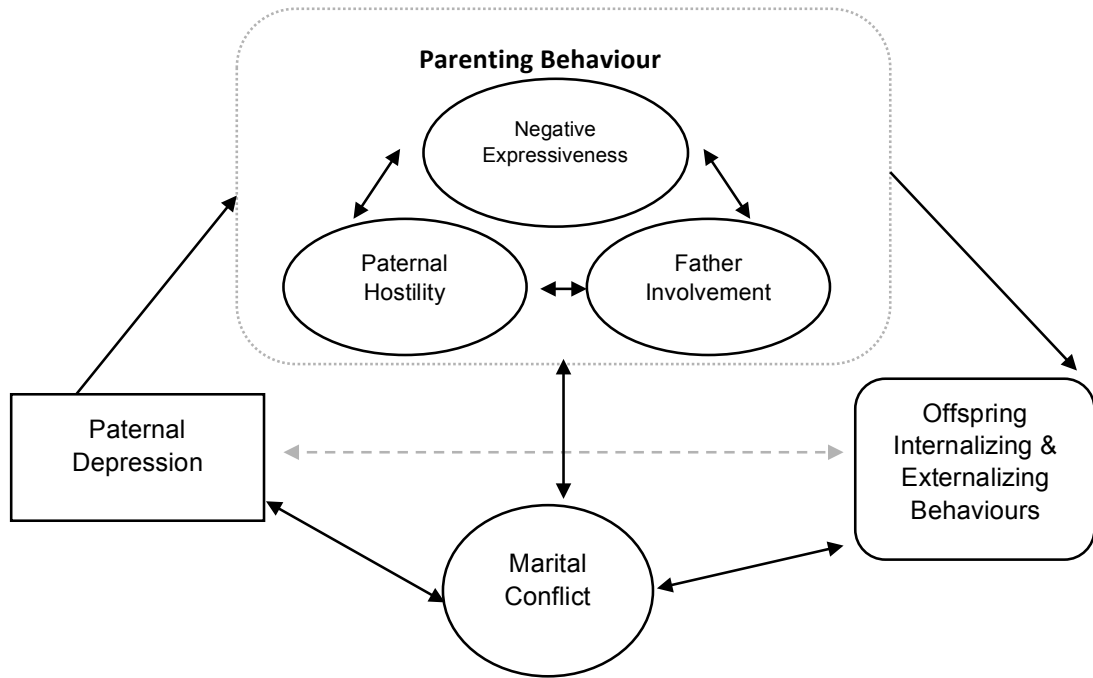 Parenting Behaviour
Negative
Expressiveness
Paternal
Hostility
Father
Involvement
Paternal
Depression
Offspring
Internalizing &
Externalizing
Behaviours
Marital
Conflict